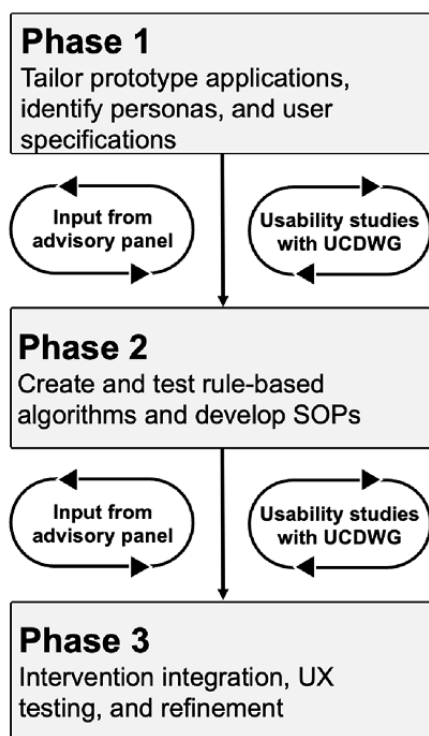 Phase 1
Tailor prototype applications,
identify personas, and user
specifications
Input from
advisory panel
Usability studies
with UCDWG
Phase 2
Create and test rule-based
algorithms and develop SOPs
Input from
advisory panel
Usability studies
with UCDWG
Phase 3
Intervention integration, UX
testing, and refinement